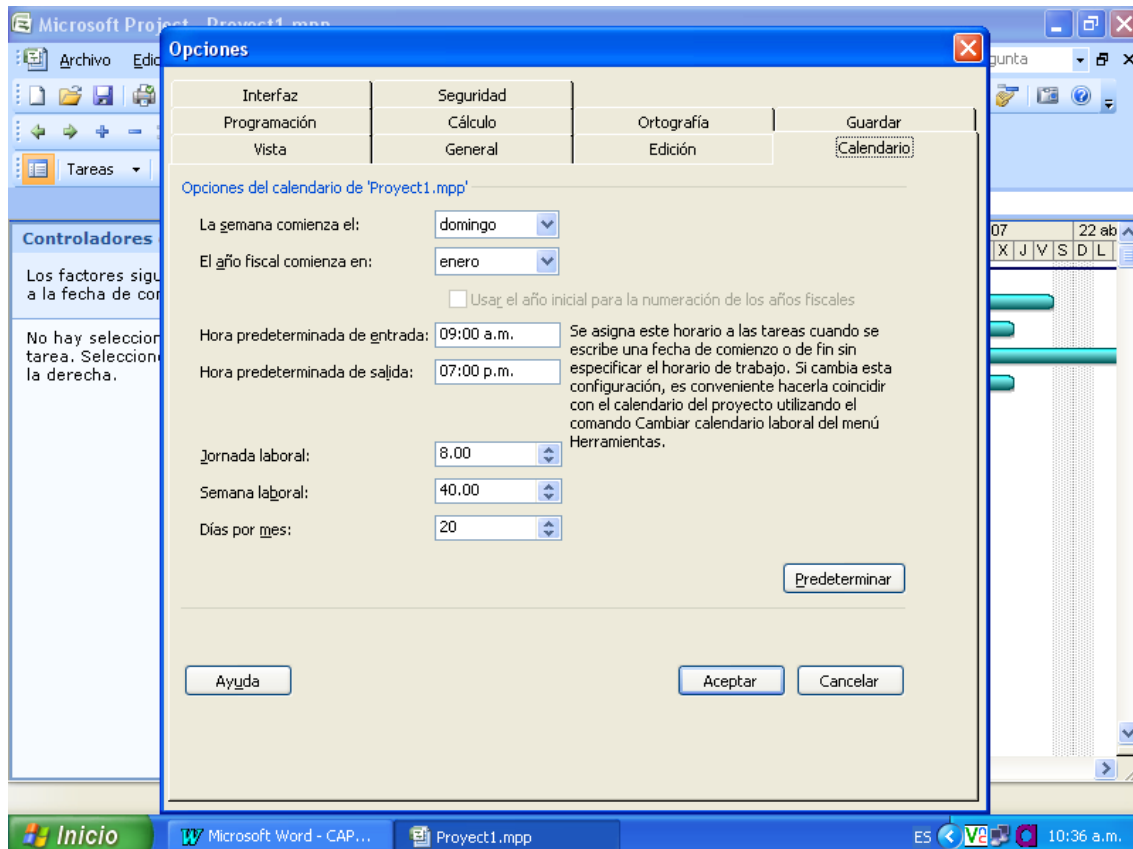 Microsoft Project - Proyect1.mpp
Archivo Edic
gunta
Tareas
Opciones
Interfaz Seguridad
Programación Cálculo Ortografía Guardar
Vista General Edición Calendario
Opciones del calendario de 'Proyect1.mpp'
La semana comienza el: domingo
El año fiscal comienza en: enero
Usar el año inicial para la numeración de los años fiscales
Hora predeterminada de entrada: 09:00 a.m.
Hora predeterminada de salida: 07:00 p.m.
Se asigna este horario a las tareas cuando se
escribe una fecha de comienzo o de fin sin
especificar el horario de trabajo. Si cambia esta
configuración, es conveniente hacerla coincidir
con el calendario del proyecto utilizando el
comando Cambiar calendario laboral del menú
Herramientas.
Jornada laboral: 8.00
Semana laboral: 40.00
Días por mes: 20
Predeterminar
Ayuda Aceptar Cancelar
Controladores
Los factores sigu
a la fecha de cor
No hay seleccion
tarea. Seleccione
la derecha.
07 22 ab
X J V S D L
Inicio Microsoft Word - CAP... Proyect1.mpp ES 10:36 a.m.